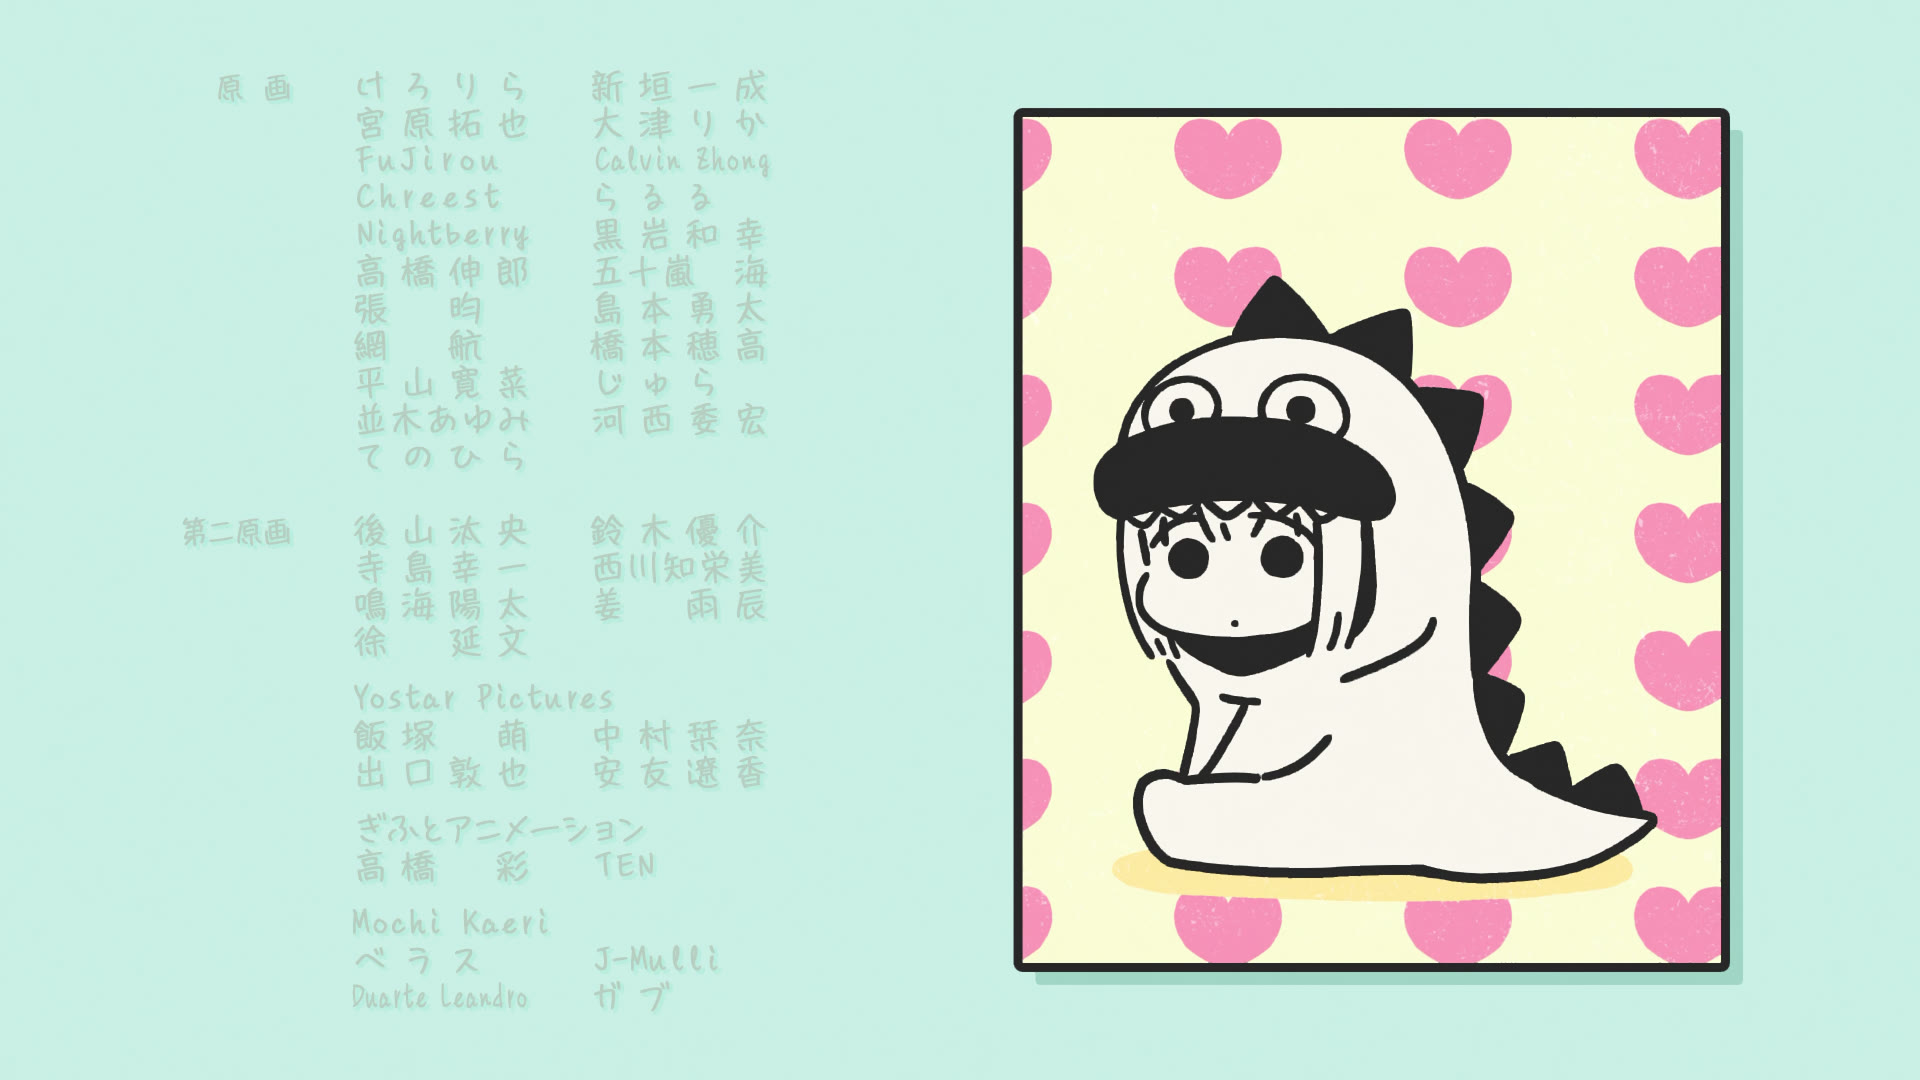 原画 けろりら 新垣一成
宮原拓也 大津りか
FuJirou Calvin Zhong
Chreest らるる
Nightberry 黒岩和幸
高橋伸郎 五十嵐 海
張 昀 島本勇太
網 航 橋本穂高
平山寛菜 じゅら
並木あゆみ 河西委宏
てのひら
第二原画 後山汰央 鈴木優介
寺島幸一 西川知栄美
鳴海陽太 姜 雨辰
徐 延文
Yostar Pictures
飯塚 萌 中村栞奈
出口敦也 安友遼香
ぎふとアニメーション
高橋 彩 TEN
Mochi Kaeri
ベラス J-Mulli
Duarte Leandro ガブ